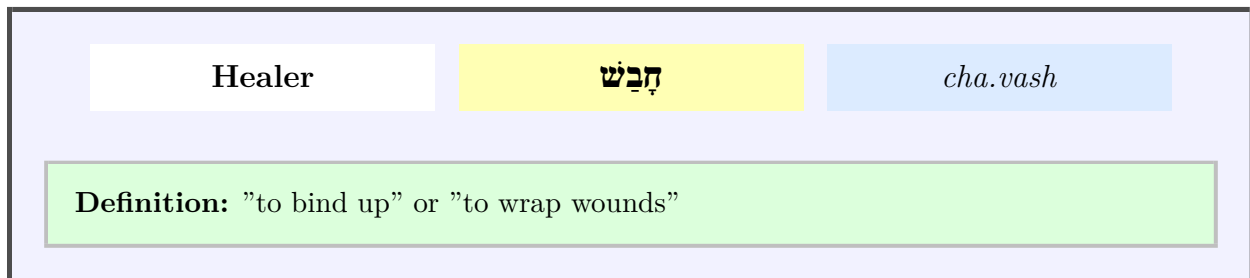 Healer חָבַשׁ cha.vash
Definition: ”to bind up” or ”to wrap wounds”